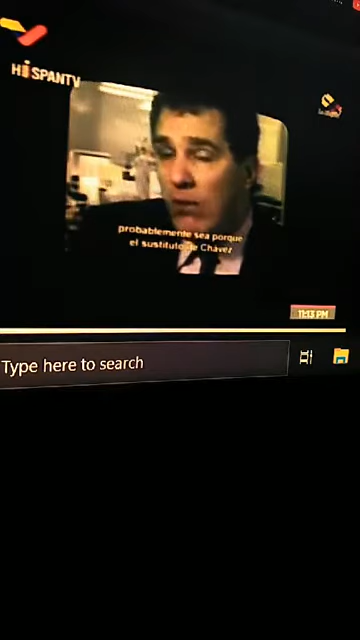 HISPANTV
probablemente sea porque
el sustituto de Chávez
11:13 PM
Type here to search